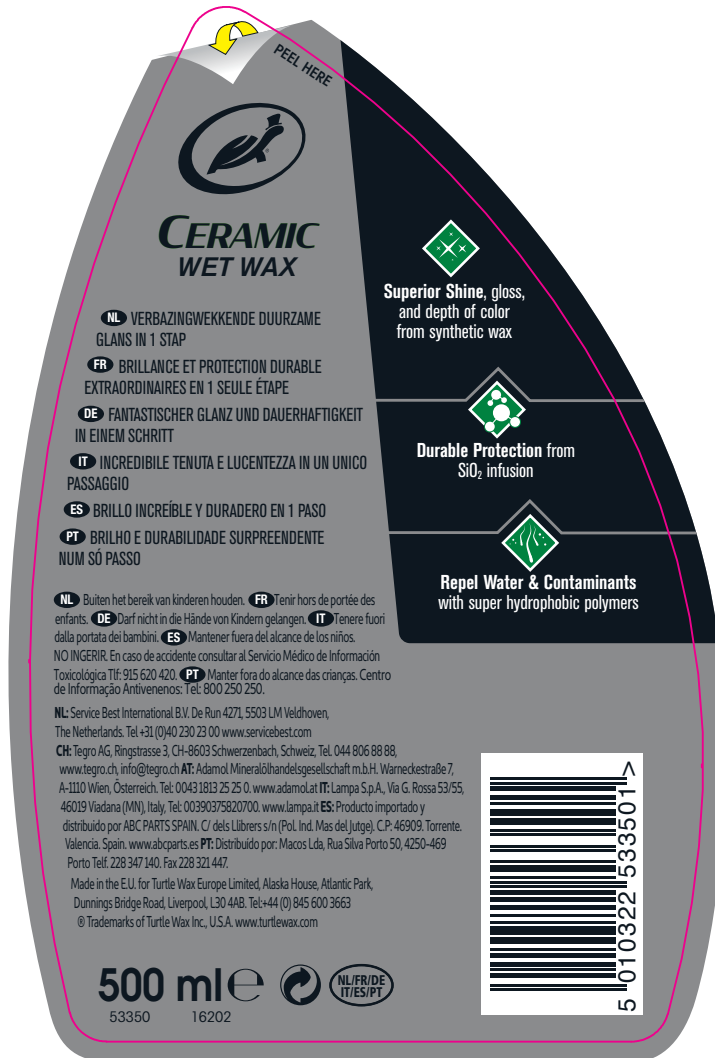 PEEL HERE
CERAMIC
WET WAX
NL VERBAZINGWEKKENDE DUURZAME
GLANS IN 1 STAP
FR BRILLANCE ET PROTECTION DURABLE
EXTRAORDINAIRES EN 1 SEULE ÉTAPE
DE FANTASTISCHER GLANZ UND DAUERHAFTIGKEIT
IN EINEM SCHRITT
IT INCREDIBILE TENUTA E LUCENTEZZA IN UN UNICO
PASSAGGIO
ES BRILLO INCREÍBLE Y DURADERO EN 1 PASO
PT BRILHO E DURABILIDADE SURPREENDENTE
NUM SÓ PASSO
Superior Shine, gloss,
and depth of color
from synthetic wax
Durable Protection from
SiO₂ infusion
Repel Water & Contaminants
with super hydrophobic polymers
NL Buiten het bereik van kinderen houden. FR Tenir hors de portée des
enfants. DE Darf nicht in die Hände von Kindern gelangen. IT Tenere fuori
dalla portata dei bambini. ES Mantener fuera del alcance de los niños.
NO INGERIR. En caso de accidente consultar al Servicio Médico de Información
Toxicológica Tlf: 915 620 420. PT Manter fora do alcance das crianças. Centro
de Informação Antivenenos: Tel: 800 250 250.
NL: Service Best International B.V. De Run 4271, 5503 LM Veldhoven,
The Netherlands. Tel +31 (0)40 230 23 00 www.servicebest.com
CH: Tegro AG, Ringstrasse 3, CH-8603 Schwerzenbach, Schweiz, Tel. 044 806 88 88,
www.tegro.ch, info@tegro.ch AT: Adamol Mineralölhandelsgesellschaft m.b.H. Warneckestraße 7,
A-1110 Wien, Österreich. Tel: 0043 1813 25 25 0. www.adamol.at IT: Lampa S.p.A., Via G. Rossa 53/55,
46019 Viadana (MN), Italy, Tel: 00390375820700. www.lampa.it ES: Producto importado y
distribuido por ABC PARTS SPAIN. C/ dels Llibrers s/n (Pol. Ind. Mas del Jutge). C.P: 46909. Torrente.
Valencia. Spain. www.abcparts.es PT: Distribuido por: Macos Lda, Rua Silva Porto 50, 4250-469
Porto Telf. 228 347 140. Fax 228 321 447.
Made in the E.U. for Turtle Wax Europe Limited, Alaska House, Atlantic Park,
Dunnings Bridge Road, Liverpool, L30 4AB. Tel:+44 (0) 845 600 3663
® Trademarks of Turtle Wax Inc., U.S.A. www.turtlewax.com
500 ml ℮
NL/FR/DE
IT/ES/PT
53350 16202
5 010322 533501 >